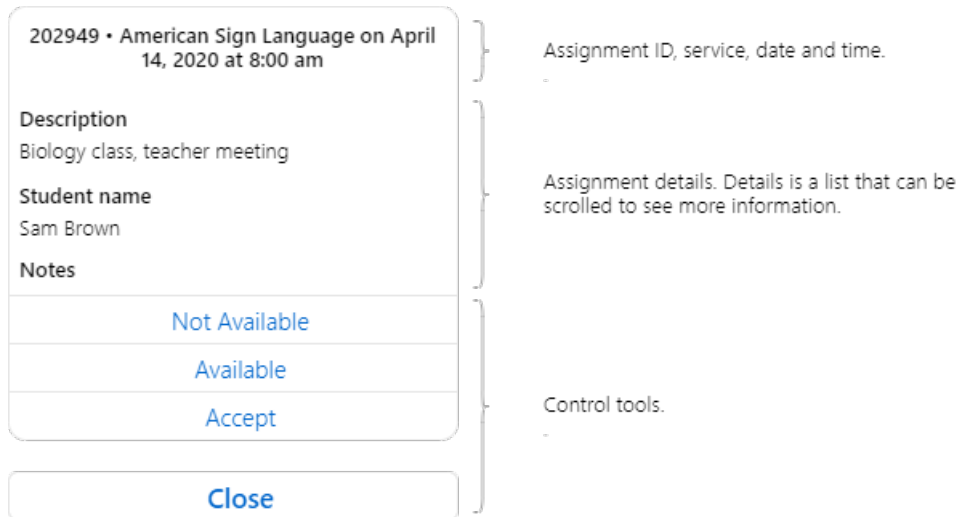 202949 • American Sign Language on April
14, 2020 at 8:00 am
Assignment ID, service, date and time.
Description
Biology class, teacher meeting
Student name
Sam Brown
Notes
Assignment details. Details is a list that can be
scrolled to see more information.
Not Available
Available
Accept
Control tools.
Close